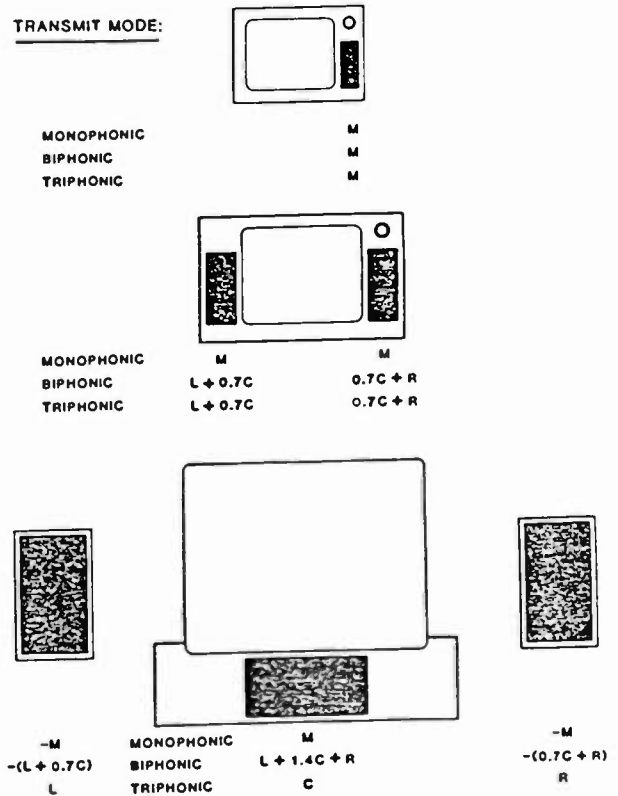 TRANSMIT MODE:
MONOPHONIC M
BIPHONIC M
TRIPHONIC M
MONOPHONIC M M
BIPHONIC L + 0.7C 0.7C + R
TRIPHONIC L + 0.7C 0.7C + R
-M MONOPHONIC M -M
-(L + 0.7C) BIPHONIC L + 1.4C + R -(0.7C + R)
L TRIPHONIC C R